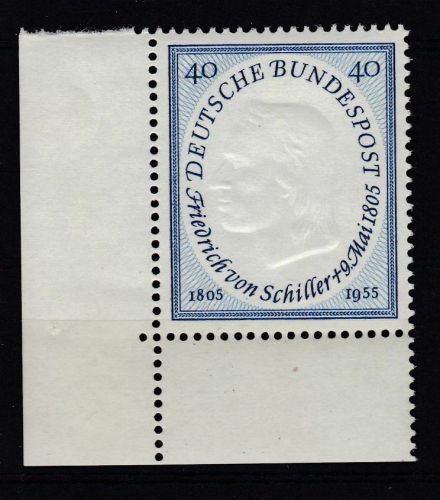 40 40
DEUTSCHE BUNDESPOST
Friedrich von Schiller + 9. Mai 1805
1805 1955